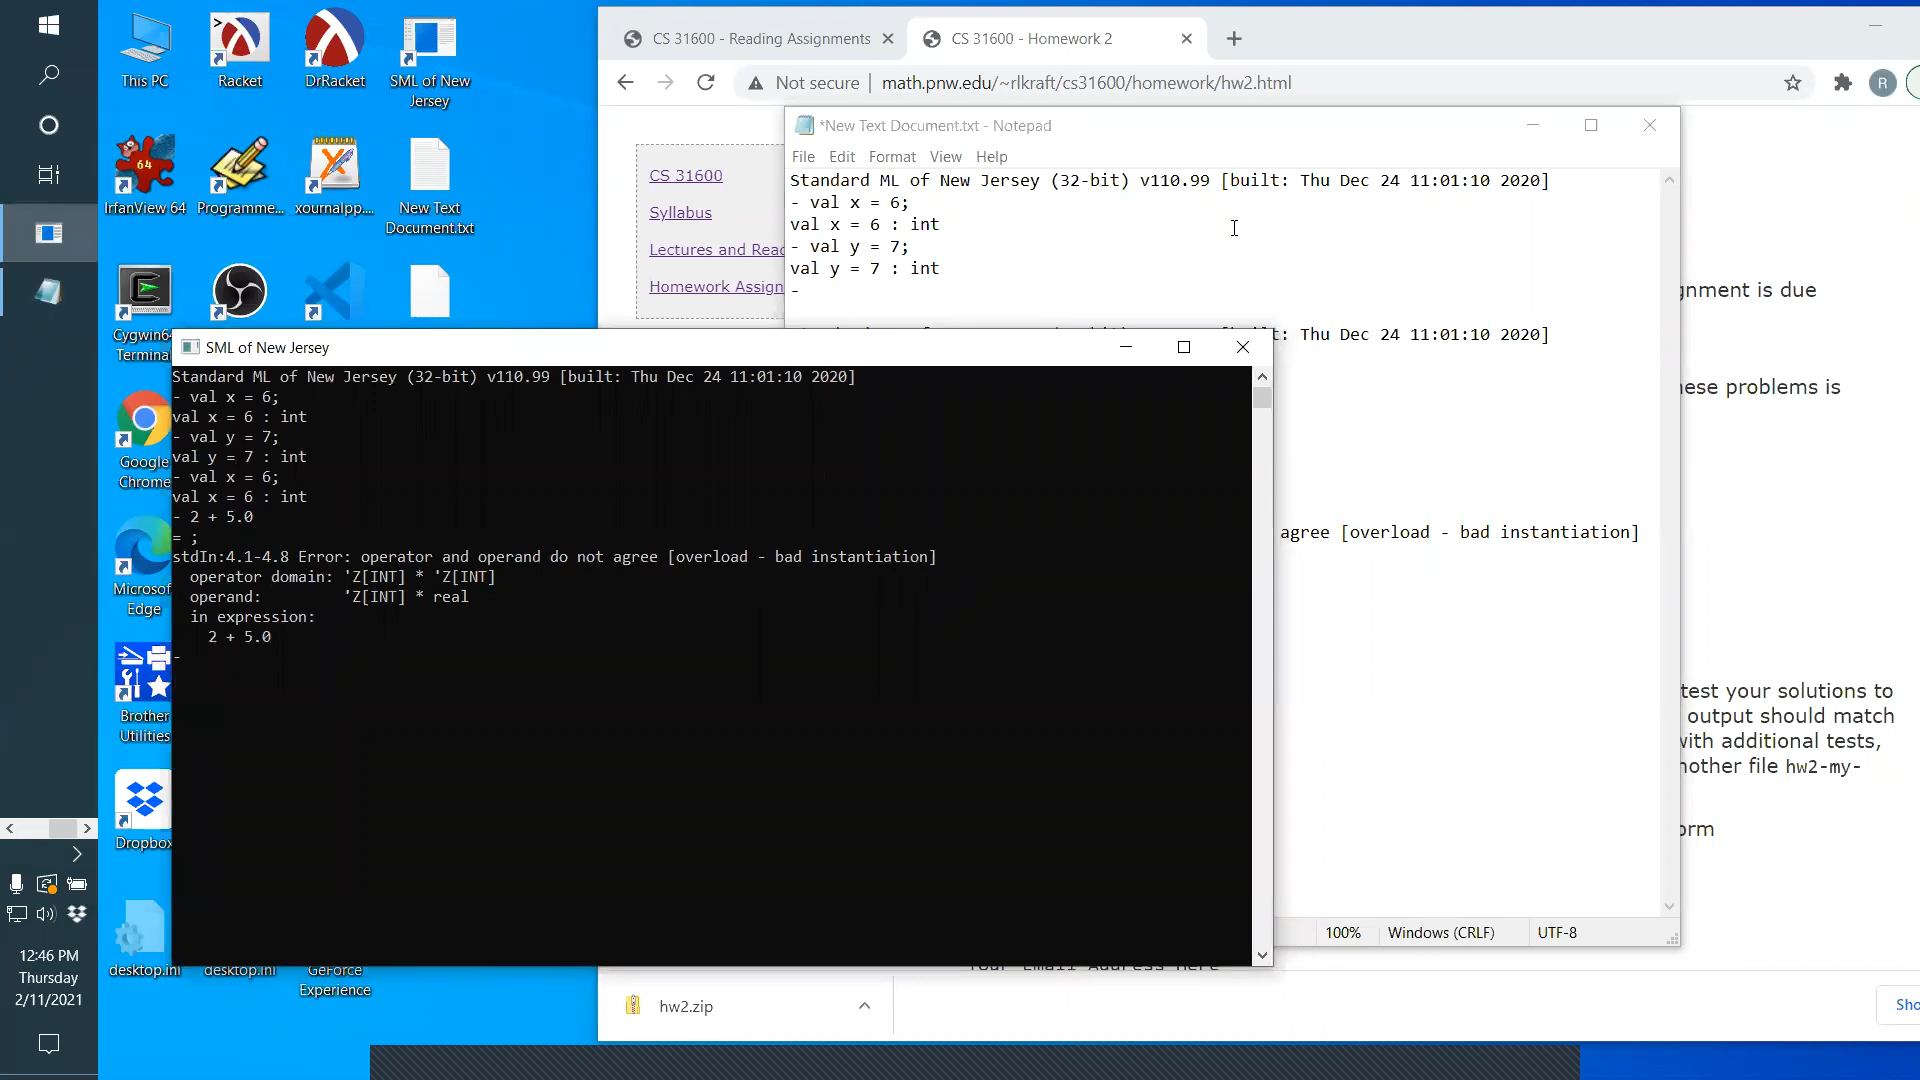 This PC
Racket
DrRacket
SML of New Jersey
IrfanView 64
Programme...
xournalpp....
New Text Document.txt
Cygwin64 Terminal
Google Chrome
Microsoft Edge
Brother Utilities
Dropbox
desktop.ini
desktop.ini
GeForce Experience
12:46 PM
Thursday
2/11/2021
CS 31600 - Reading Assignments
CS 31600 - Homework 2
Not secure | math.pnw.edu/~rlkraft/cs31600/homework/hw2.html
R
CS 31600
Syllabus
Lectures and Read
Homework Assign
*New Text Document.txt - Notepad
File Edit Format View Help
Standard ML of New Jersey (32-bit) v110.99 [built: Thu Dec 24 11:01:10 2020]
- val x = 6;
val x = 6 : int
- val y = 7;
val y = 7 : int
-
t: Thu Dec 24 11:01:10 2020]
agree [overload - bad instantiation]
100%
Windows (CRLF)
UTF-8
SML of New Jersey
Standard ML of New Jersey (32-bit) v110.99 [built: Thu Dec 24 11:01:10 2020]
- val x = 6;
val x = 6 : int
- val y = 7;
val y = 7 : int
- val x = 6;
val x = 6 : int
- 2 + 5.0
= ;
stdIn:4.1-4.8 Error: operator and operand do not agree [overload - bad instantiation]
operator domain: 'Z[INT] * 'Z[INT]
operand: 'Z[INT] * real
in expression:
2 + 5.0
-
gnment is due
ese problems is
test your solutions to
output should match
with additional tests,
nother file hw2-my-
orm
Your Email Address Here
hw2.zip
Sho